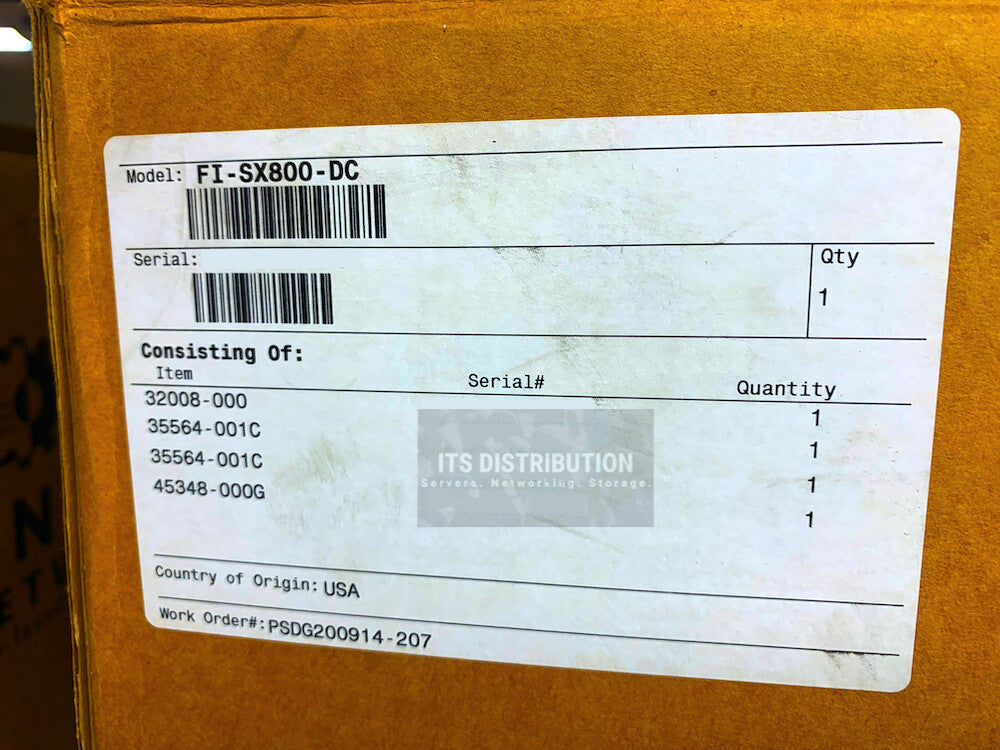 Model: FI-SX800-DC
Serial:
Qty
1
Consisting Of:
Item Serial# Quantity
32008-000 1
35564-001C 1
35564-001C 1
45348-000G 1
ITS DISTRIBUTION
Servers. Networking. Storage.
Country of Origin: USA
Work Order#:PSDG200914-207